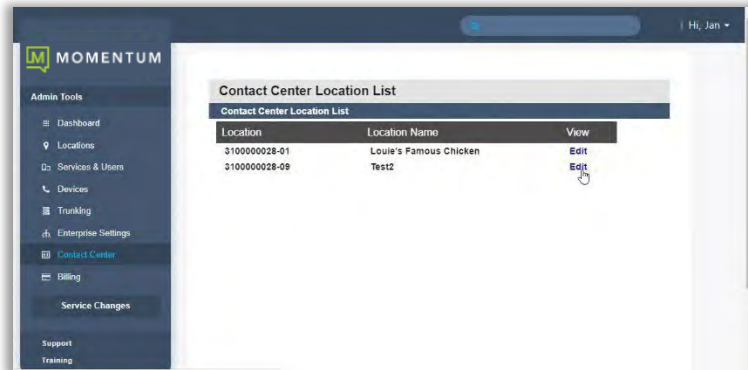 Hi, Jan
M MOMENTUM
Admin Tools
Dashboard
Locations
Services & Users
Devices
Trunking
Enterprise Settings
Contact Center
Billing
Service Changes
Support
Training
Contact Center Location List
Contact Center Location List
Location Location Name View
3100000028-01 Louie's Famous Chicken Edit
3100000028-09 Test2 Edit